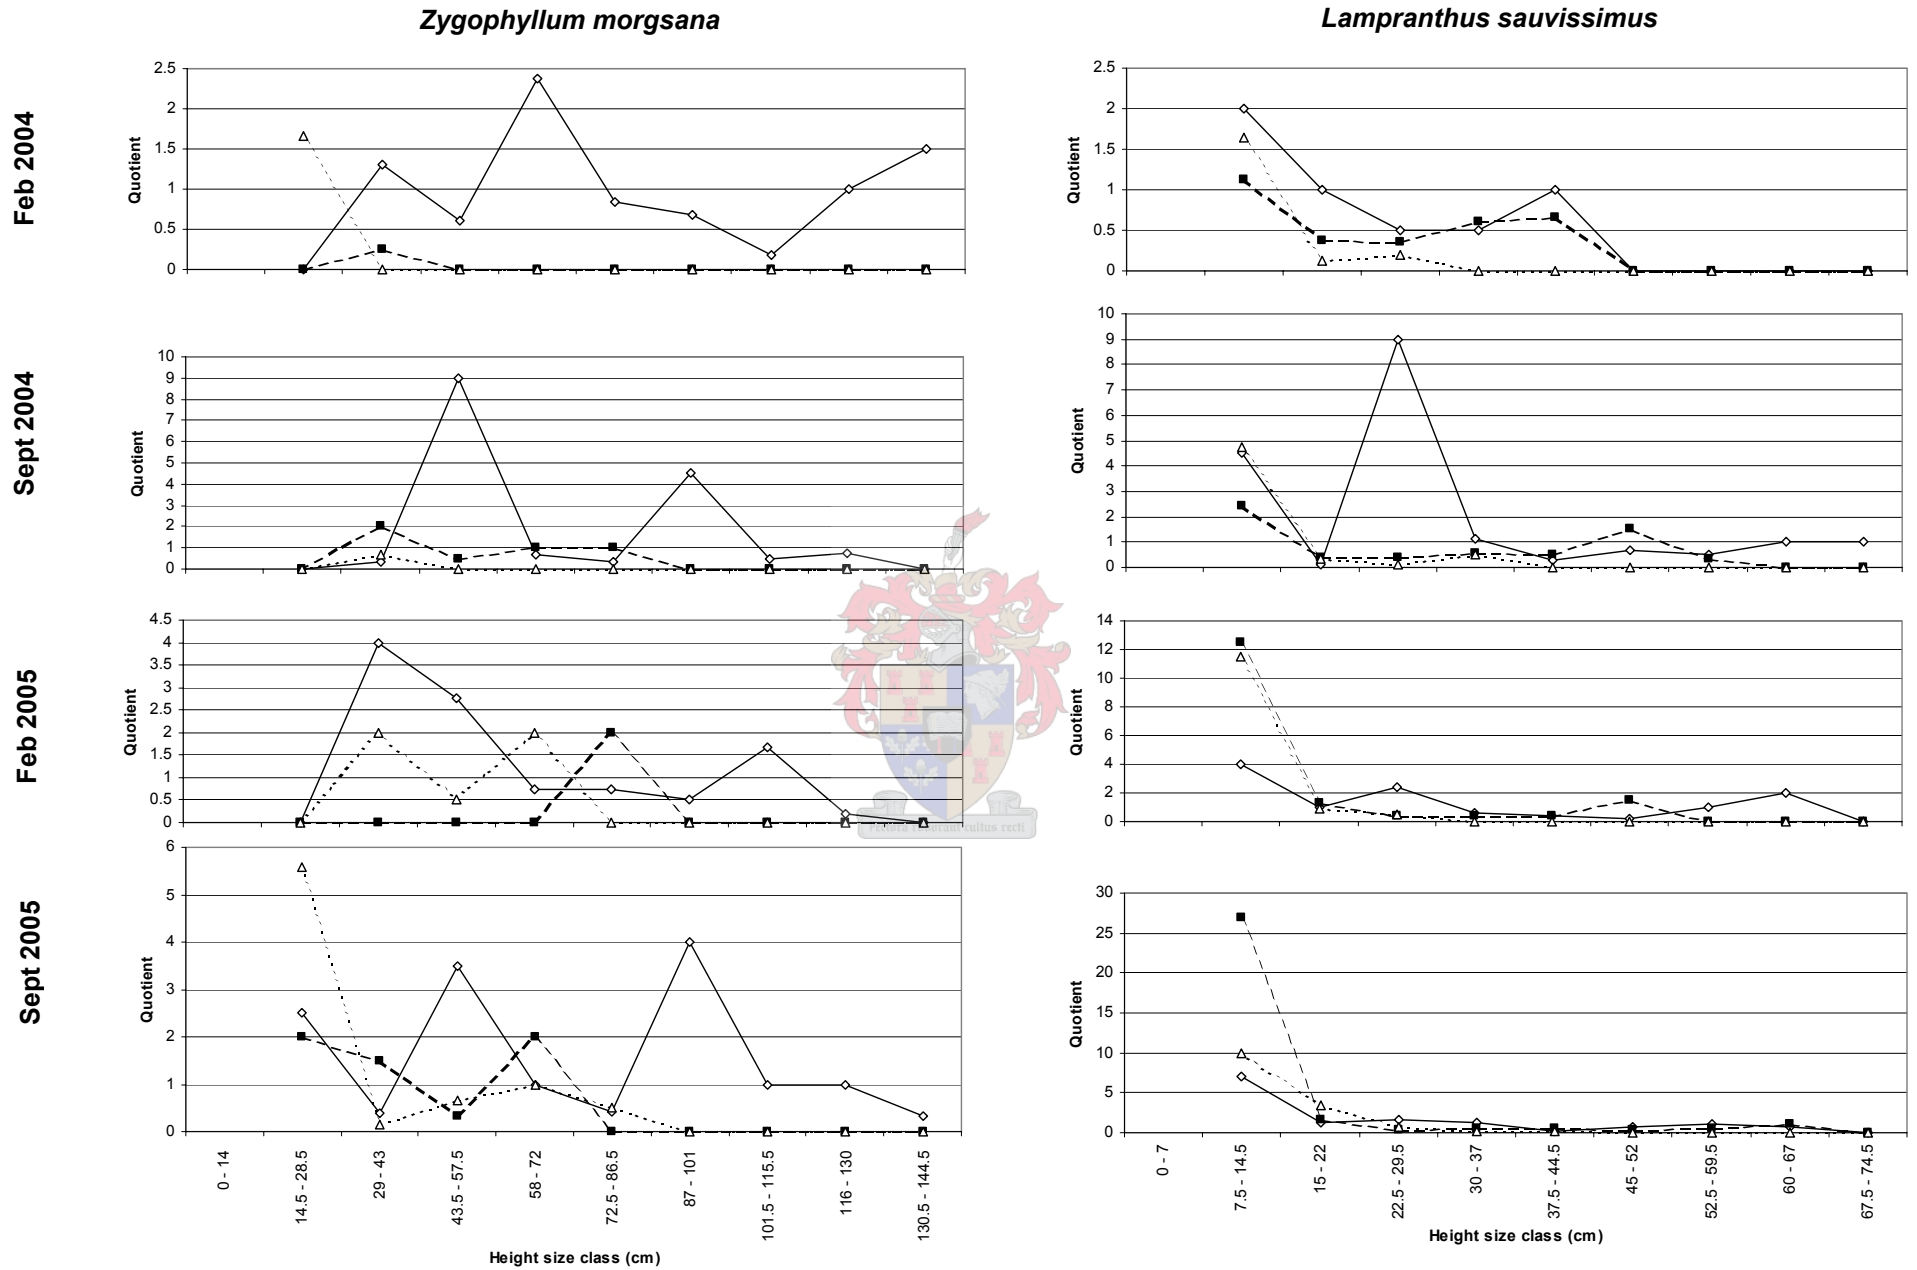 Zygophyllum morgsana
Lampranthus sauvissimus
Feb 2004
Quotient
2.5
2
1.5
1
0.5
0
Quotient
2.5
2
1.5
1
0.5
0
Sept 2004
Quotient
10
9
8
7
6
5
4
3
2
1
0
Quotient
10
9
8
7
6
5
4
3
2
1
0
Feb 2005
Quotient
4.5
4
3.5
3
2.5
2
1.5
1
0.5
0
Quotient
14
12
10
8
6
4
2
0
Sept 2005
Quotient
6
5
4
3
2
1
0
0 - 14
14.5 - 28.5
29 - 43
43.5 - 57.5
58 - 72
72.5 - 86.5
87 - 101
101.5 - 115.5
116 - 130
130.5 - 144.5
Height size class (cm)
Quotient
30
25
20
15
10
5
0
0 - 7
7.5 - 14.5
15 - 22
22.5 - 29.5
30 - 37
37.5 - 44.5
45 - 52
52.5 - 59.5
60 - 67
67.5 - 74.5
Height size class (cm)
cultus recti